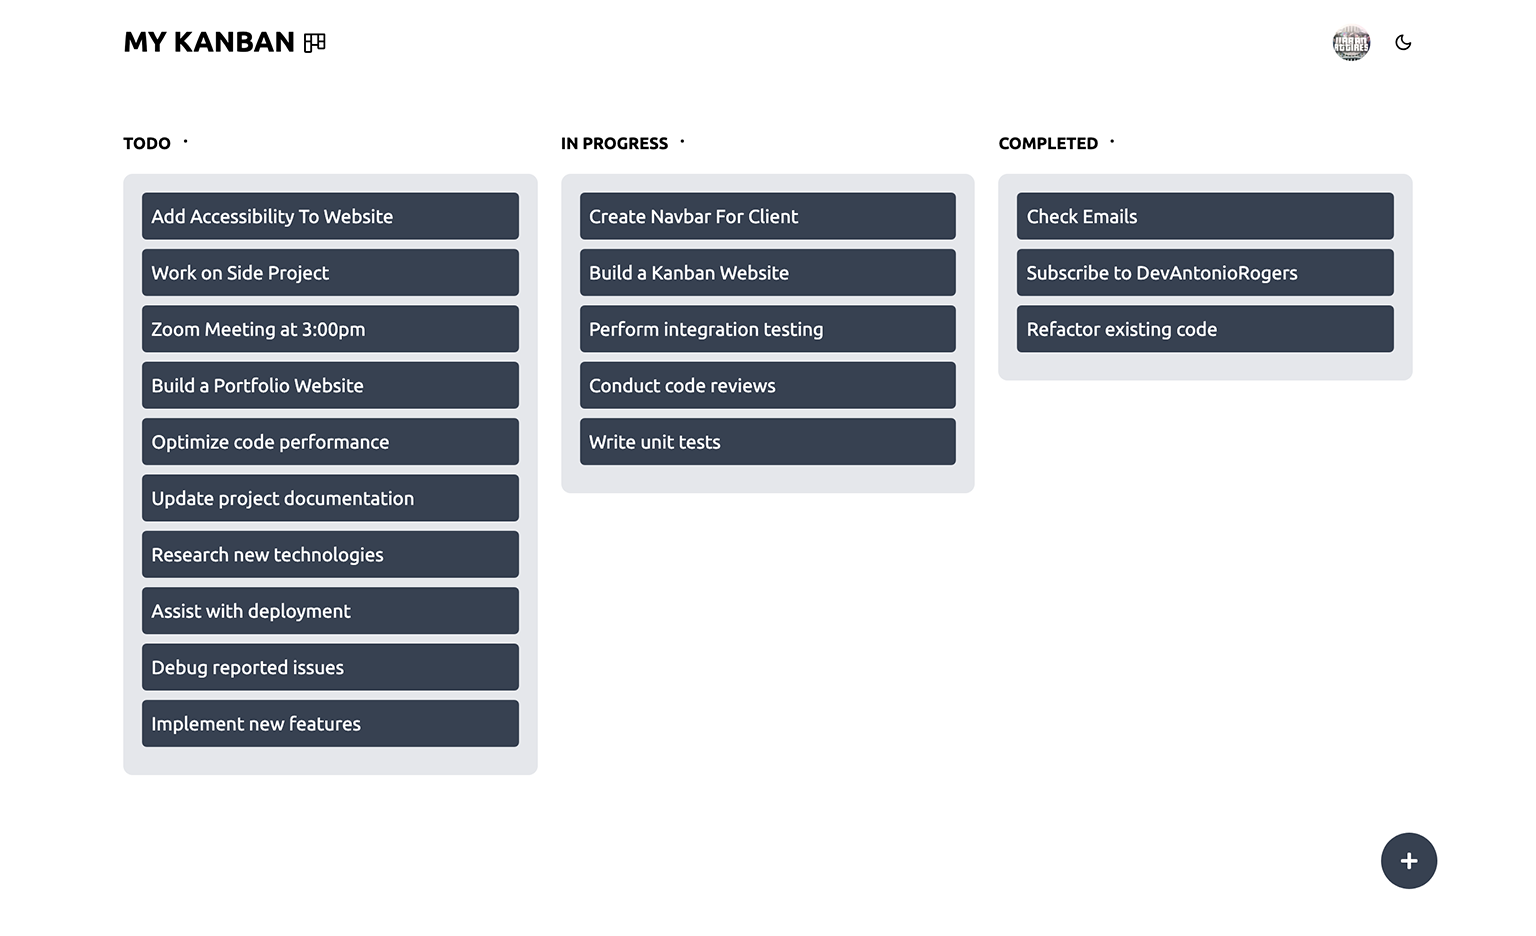 MY KANBAN
TODO
Add Accessibility To Website
Work on Side Project
Zoom Meeting at 3:00pm
Build a Portfolio Website
Optimize code performance
Update project documentation
Research new technologies
Assist with deployment
Debug reported issues
Implement new features
IN PROGRESS
Create Navbar For Client
Build a Kanban Website
Perform integration testing
Conduct code reviews
Write unit tests
COMPLETED
Check Emails
Subscribe to DevAntonioRogers
Refactor existing code